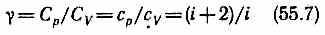 γ = C_p/C_V = c_p/c_V = (i + 2)/i (55.7)